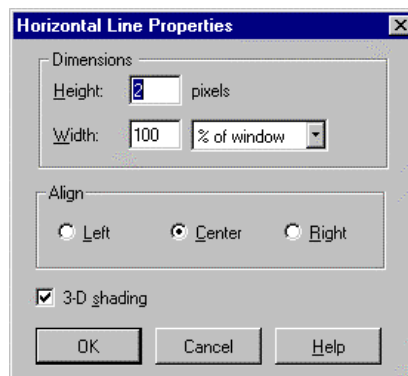 Horizontal Line Properties
Dimensions
Height: 2 pixels
Width: 100 % of window
Align
Left Center Right
3-D shading
OK Cancel Help